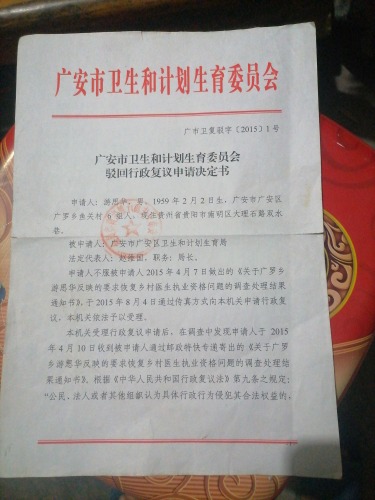 广安市卫生和计划生育委员会
广市卫复驳字〔2015〕1号
广安市卫生和计划生育委员会
驳回行政复议申请决定书
申请人：游思华，男，1959年2月2日生，广安市广安区
广罗乡鱼关村6组人，现住贵州省贵阳市南明区大理石路双水
巷。
被申请人：广安市广安区卫生和计划生育局
法定代表人：赵德国，职务：局长。
申请人不服被申请人2015年4月7日做出的《关于广罗乡
游思华反映的要求恢复乡村医生执业资格问题的调查处理结果
通知书》，于2015年8月4日通过传真方式向本机关申请行政复
议，本机关依法予以受理。
本机关受理行政复议申请后，在调查中发现申请人于2015
年4月10日收到被申请人通过邮政特快专递寄出的《关于广罗
乡游思华反映的要求恢复乡村医生执业资格问题的调查处理结
果通知书》，根据《中华人民共和国行政复议法》第九条之规定：
“公民、法人或者其他组织认为具体行政行为侵犯其合法权益的，